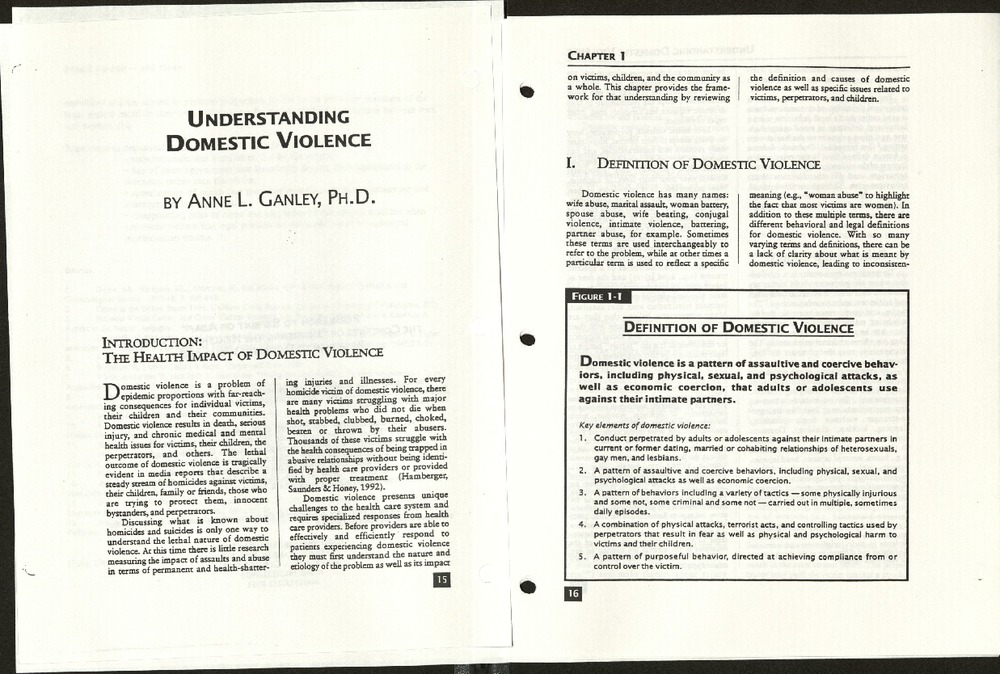 UNDERSTANDING
DOMESTIC VIOLENCE
BY ANNE L. GANLEY, PH.D.
INTRODUCTION:
THE HEALTH IMPACT OF DOMESTIC VIOLENCE
Domestic violence is a problem of
epidemic proportions with far-reach-
ing consequences for individual victims,
their children and their communities.
Domestic violence results in death, serious
injury, and chronic medical and mental
health issues for victims, their children, the
perpetrators, and others. The lethal
outcome of domestic violence is tragically
evident in media reports that describe a
steady stream of homicides against victims,
their children, family or friends, those who
are trying to protect them, innocent
bystanders, and perpetrators.
Discussing what is known about
homicides and suicides is only one way to
understand the lethal nature of domestic
violence. At this time there is little research
measuring the impact of assaults and abuse
in terms of permanent and health-shatter-
ing injuries and illnesses. For every
homicide victim of domestic violence, there
are many victims struggling with major
health problems who did not die when
shot, stabbed, clubbed, burned, choked,
beaten or thrown by their abusers.
Thousands of these victims struggle with
the health consequences of being trapped in
abusive relationships without being identi-
fied by health care providers or provided
with proper treatment (Hamberger,
Saunders & Honey, 1992).
Domestic violence presents unique
challenges to the health care system and
requires specialized responses from health
care providers. Before providers are able to
effectively and efficiently respond to
patients experiencing domestic violence
they must first understand the nature and
etiology of the problem as well as its impact
15
CHAPTER 1
on victims, children, and the community as
a whole. This chapter provides the frame-
work for that understanding by reviewing
the definition and causes of domestic
violence as well as specific issues related to
victims, perpetrators, and children.
I. DEFINITION OF DOMESTIC VIOLENCE
Domestic violence has many names:
wife abuse, marital assault, woman battery,
spouse abuse, wife beating, conjugal
violence, intimate violence, battering,
partner abuse, for example. Sometimes
these terms are used interchangeably to
refer to the problem, while at other times a
particular term is used to reflect a specific
meaning (e.g., "woman abuse" to highlight
the fact that most victims are women). In
addition to these multiple terms, there are
different behavioral and legal definitions
for domestic violence. With so many
varying terms and definitions, there can be
a lack of clarity about what is meant by
domestic violence, leading to inconsisten-
FIGURE 1-1
DEFINITION OF DOMESTIC VIOLENCE
Domestic violence is a pattern of assaultive and coercive behav-
iors, including physical, sexual, and psychological attacks, as
well as economic coercion, that adults or adolescents use
against their intimate partners.
Key elements of domestic violence:
1. Conduct perpetrated by adults or adolescents against their intimate partners in
current or former dating, married or cohabiting relationships of heterosexuals,
gay men, and lesbians.
2. A pattern of assaultive and coercive behaviors, including physical, sexual, and
psychological attacks as well as economic coercion.
3. A pattern of behaviors including a variety of tactics — some physically injurious
and some not, some criminal and some not — carried out in multiple, sometimes
daily episodes.
4. A combination of physical attacks, terrorist acts, and controlling tactics used by
perpetrators that result in fear as well as physical and psychological harm to
victims and their children.
5. A pattern of purposeful behavior, directed at achieving compliance from or
control over the victim.
16